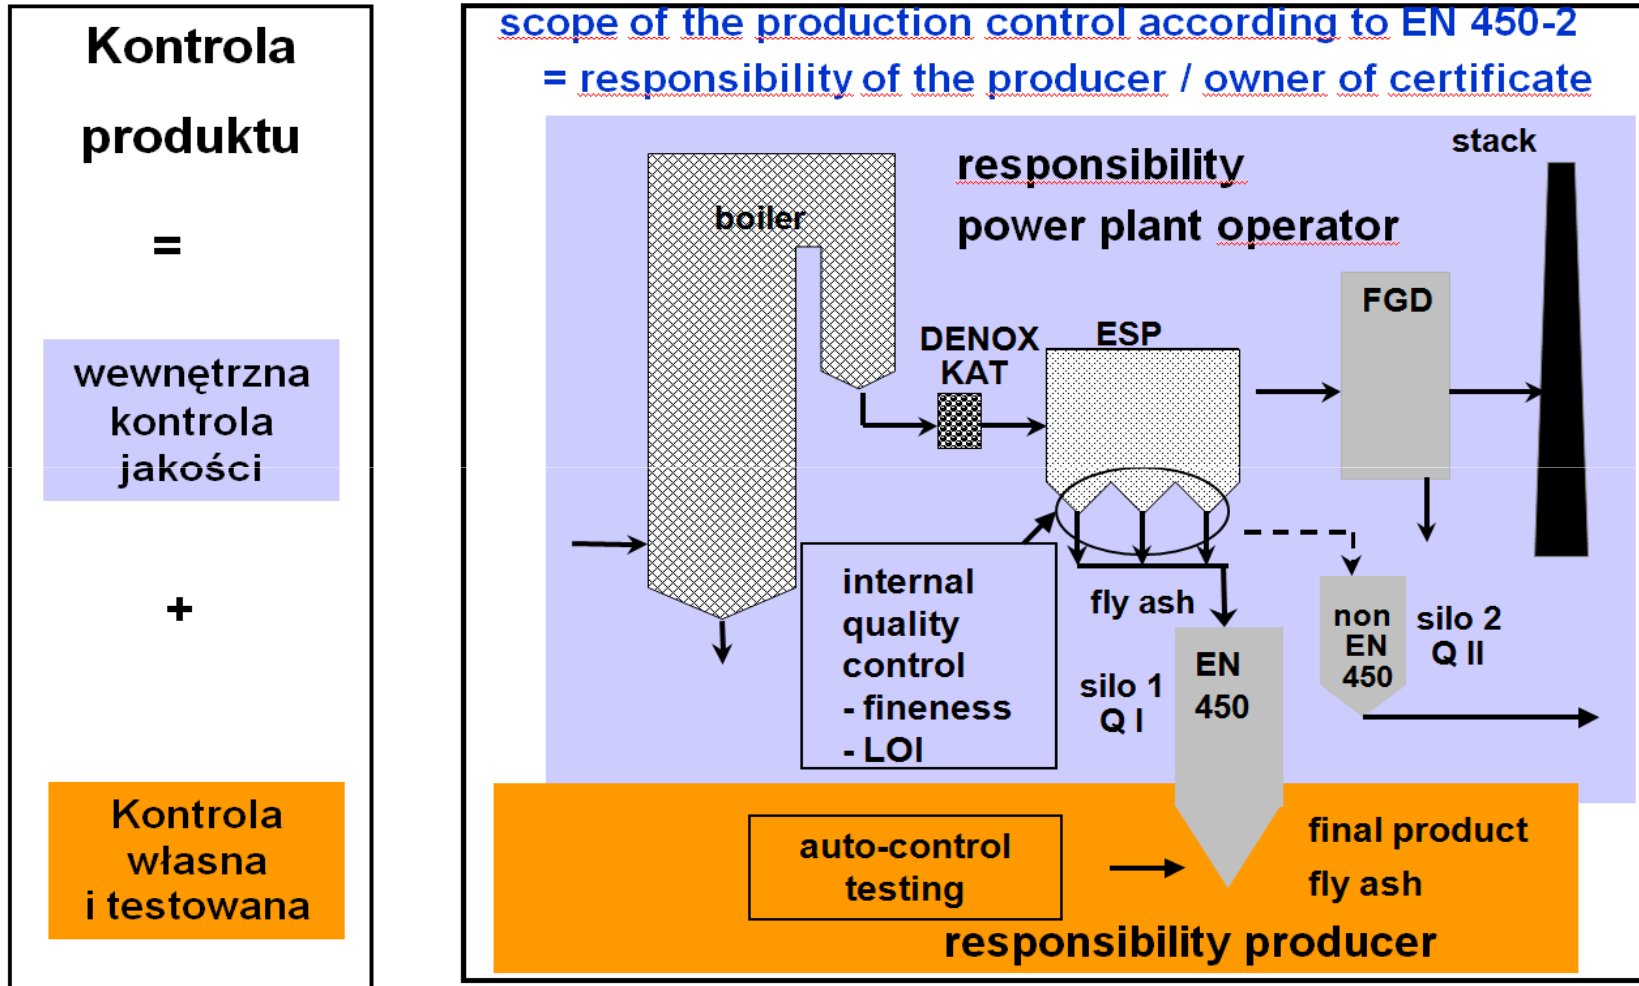 Kontrola
produktu
=
wewnętrzna
kontrola
jakości
+
Kontrola
własna
i testowana
scope of the production control according to EN 450-2
= responsibility of the producer / owner of certificate
responsibility
power plant operator
stack
boiler
FGD
DENOX
KAT
ESP
internal
quality
control
- fineness
- LOI
fly ash
silo 1
Q I
EN
450
non
EN
450
silo 2
Q II
auto-control
testing
final product
fly ash
responsibility producer